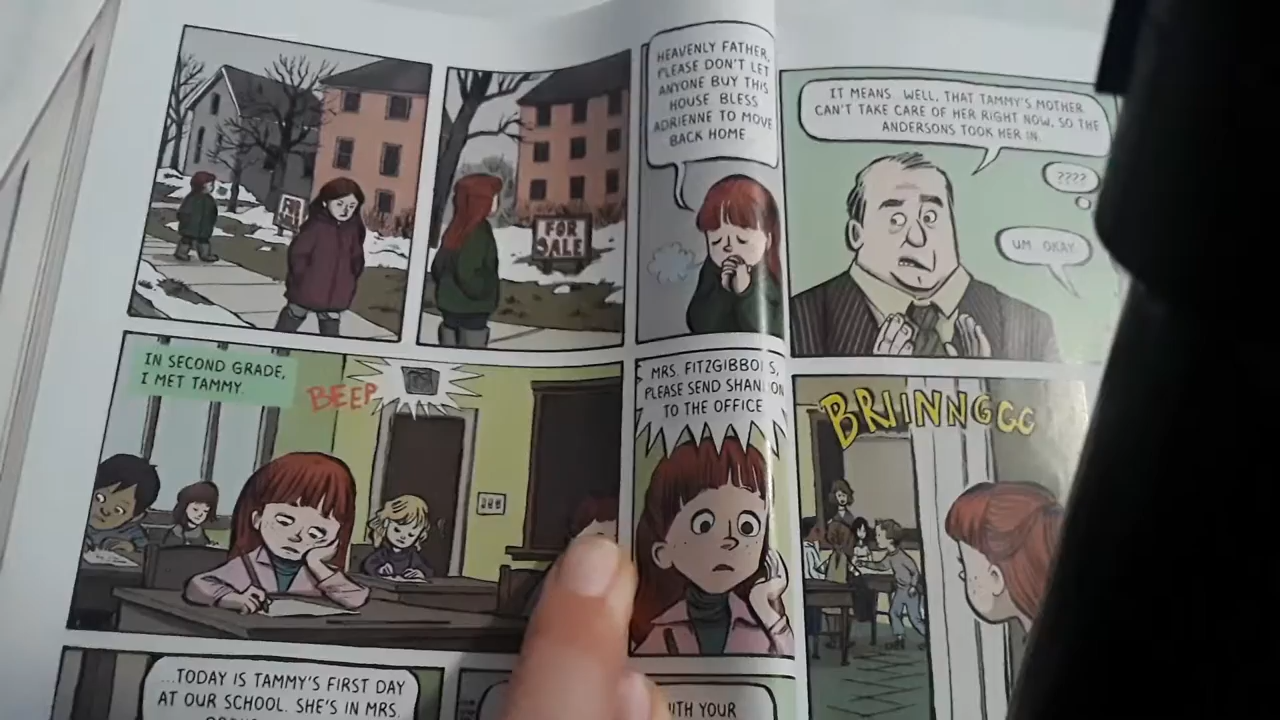 FOR SALE
HEAVENLY FATHER,
PLEASE DON'T LET
ANYONE BUY THIS
HOUSE. BLESS
ADRIENNE TO MOVE
BACK HOME.
IN SECOND GRADE,
I MET TAMMY.
BEEP
MRS. FITZGIBBONS,
PLEASE SEND SHANNON
TO THE OFFICE
...TODAY IS TAMMY'S FIRST DAY
AT OUR SCHOOL. SHE'S IN MRS.
WITH YOUR
IT MEANS WELL, THAT TAMMY'S MOTHER
CAN'T TAKE CARE OF HER RIGHT NOW, SO THE
ANDERSONS TOOK HER IN.
????
UM OKAY
BRIINNGGG